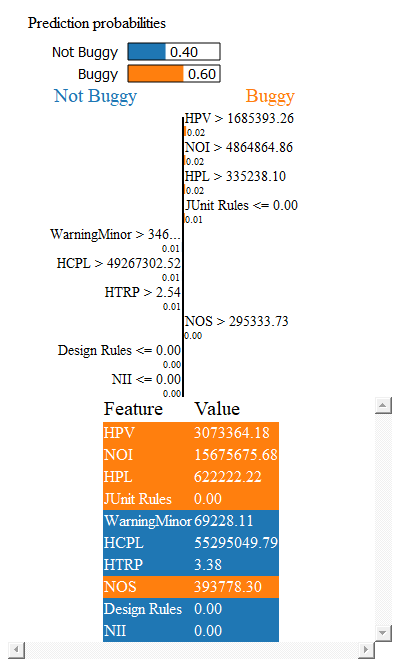 Prediction probabilities
Not Buggy 0.40
Buggy 0.60
Not Buggy Buggy
HPV > 1685393.26
0.02
NOI > 4864864.86
0.02
HPL > 335238.10
0.02
JUnit Rules <= 0.00
0.01
WarningMinor > 346...
0.01
HCPL > 49267302.52
0.01
HTRP > 2.54
0.01
NOS > 295333.73
0.00
Design Rules <= 0.00
0.00
NII <= 0.00
0.00
Feature Value
HPV 3073364.18
NOI 15675675.68
HPL 622222.22
JUnit Rules 0.00
WarningMinor 69228.11
HCPL 55295049.79
HTRP 3.38
NOS 393778.30
Design Rules 0.00
NII 0.00